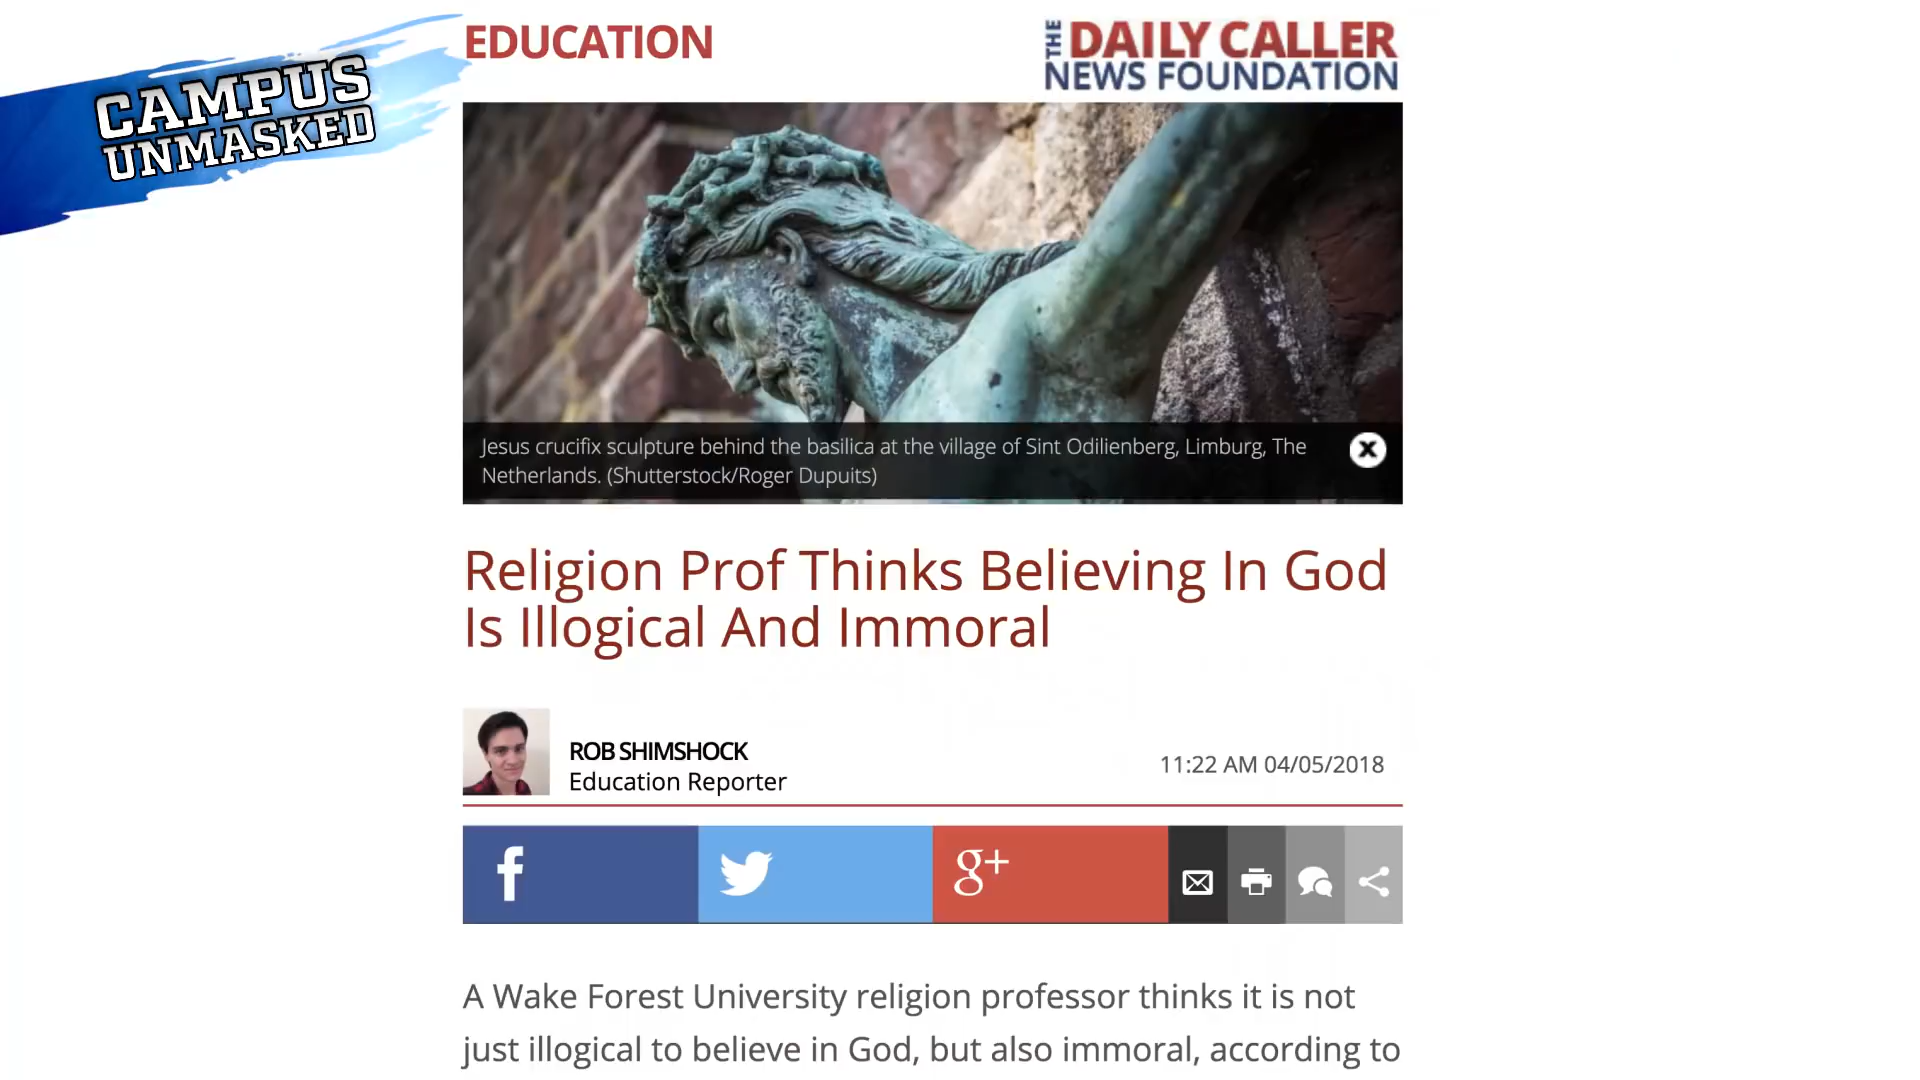 CAMPUS
UNMASKED
EDUCATION
THE
DAILY CALLER
NEWS FOUNDATION
Jesus crucifix sculpture behind the basilica at the village of Sint Odilienberg, Limburg, The
Netherlands. (Shutterstock/Roger Dupuits)
Religion Prof Thinks Believing In God
Is Illogical And Immoral
ROB SHIMSHOCK
Education Reporter
11:22 AM 04/05/2018
f
g+
A Wake Forest University religion professor thinks it is not
just illogical to believe in God, but also immoral, according to